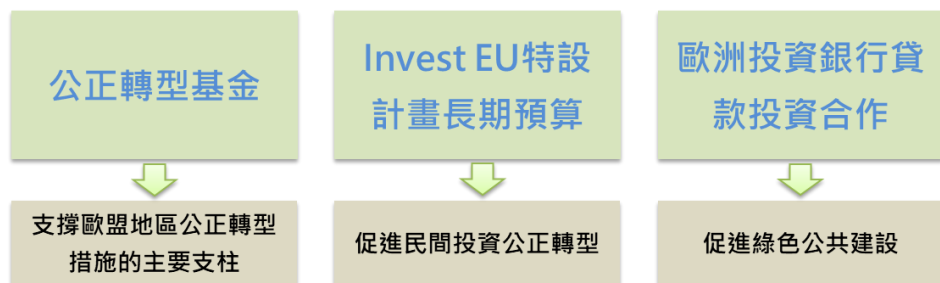 公正轉型基金
Invest EU特設
計畫長期預算
歐洲投資銀行貸
款投資合作
支撐歐盟地區公正轉型
措施的主要支柱
促進民間投資公正轉型
促進綠色公共建設